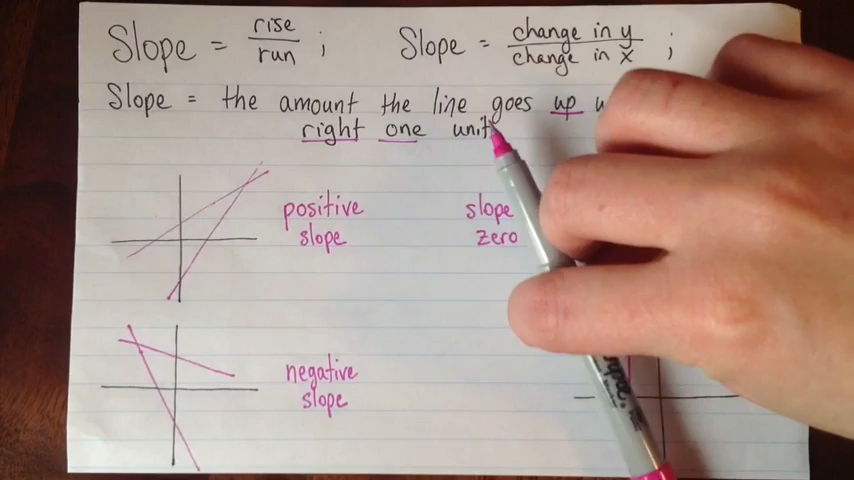 Slope = rise/run ; Slope = change in y/change in x ;
Slope = the amount the line goes up
right one unit
positive slope
slope zero
negative slope